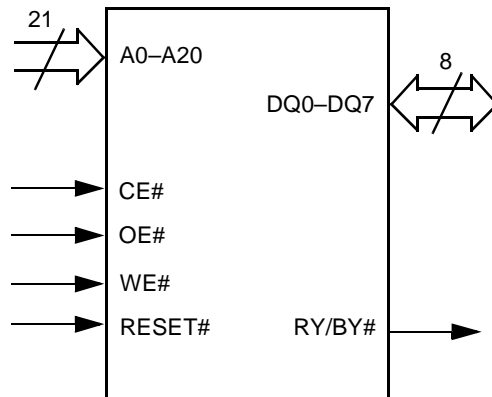 21
A0–A20
8
DQ0–DQ7
CE#
OE#
WE#
RESET#
RY/BY#